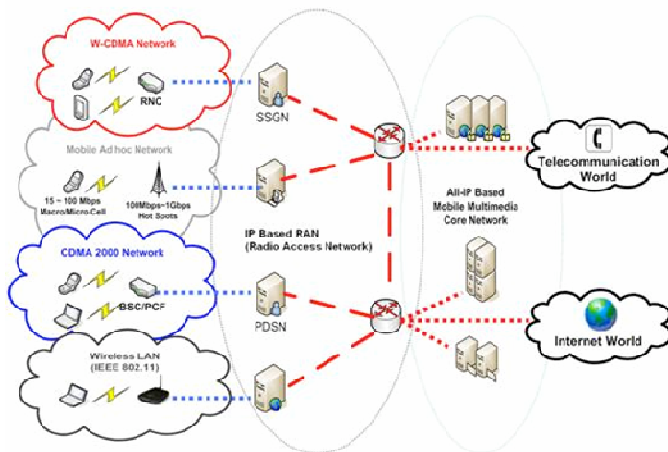 W-CDMA Network
RNC
SSGN
Mobile Adhoc Network
15 ~ 100 Mbps
Macro/Micro-Cell
100Mbps~1Gbps
Hot Spots
IP Based RAN
(Radio Access Network)
CDMA 2000 Network
BSC/PCF
PDSN
Wireless LAN
(IEEE 802.11)
All-IP Based
Mobile Multimedia
Core Network
Telecommunication
World
Internet World